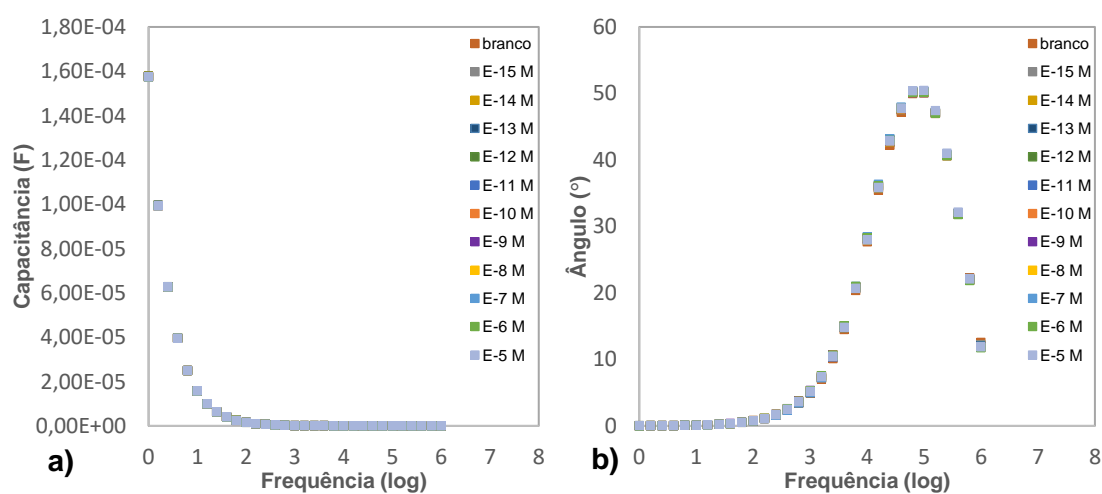 Capacitância (F)
1,80E-04
1,60E-04
1,40E-04
1,20E-04
1,00E-04
8,00E-05
6,00E-05
4,00E-05
2,00E-05
0,00E+00
0 1 2 3 4 5 6 7 8
Frequência (log)
a)
branco
E-15 M
E-14 M
E-13 M
E-12 M
E-11 M
E-10 M
E-9 M
E-8 M
E-7 M
E-6 M
E-5 M
Ângulo (°)
60
50
40
30
20
10
0
0 1 2 3 4 5 6 7 8
Frequência (log)
b)
branco
E-15 M
E-14 M
E-13 M
E-12 M
E-11 M
E-10 M
E-9 M
E-8 M
E-7 M
E-6 M
E-5 M